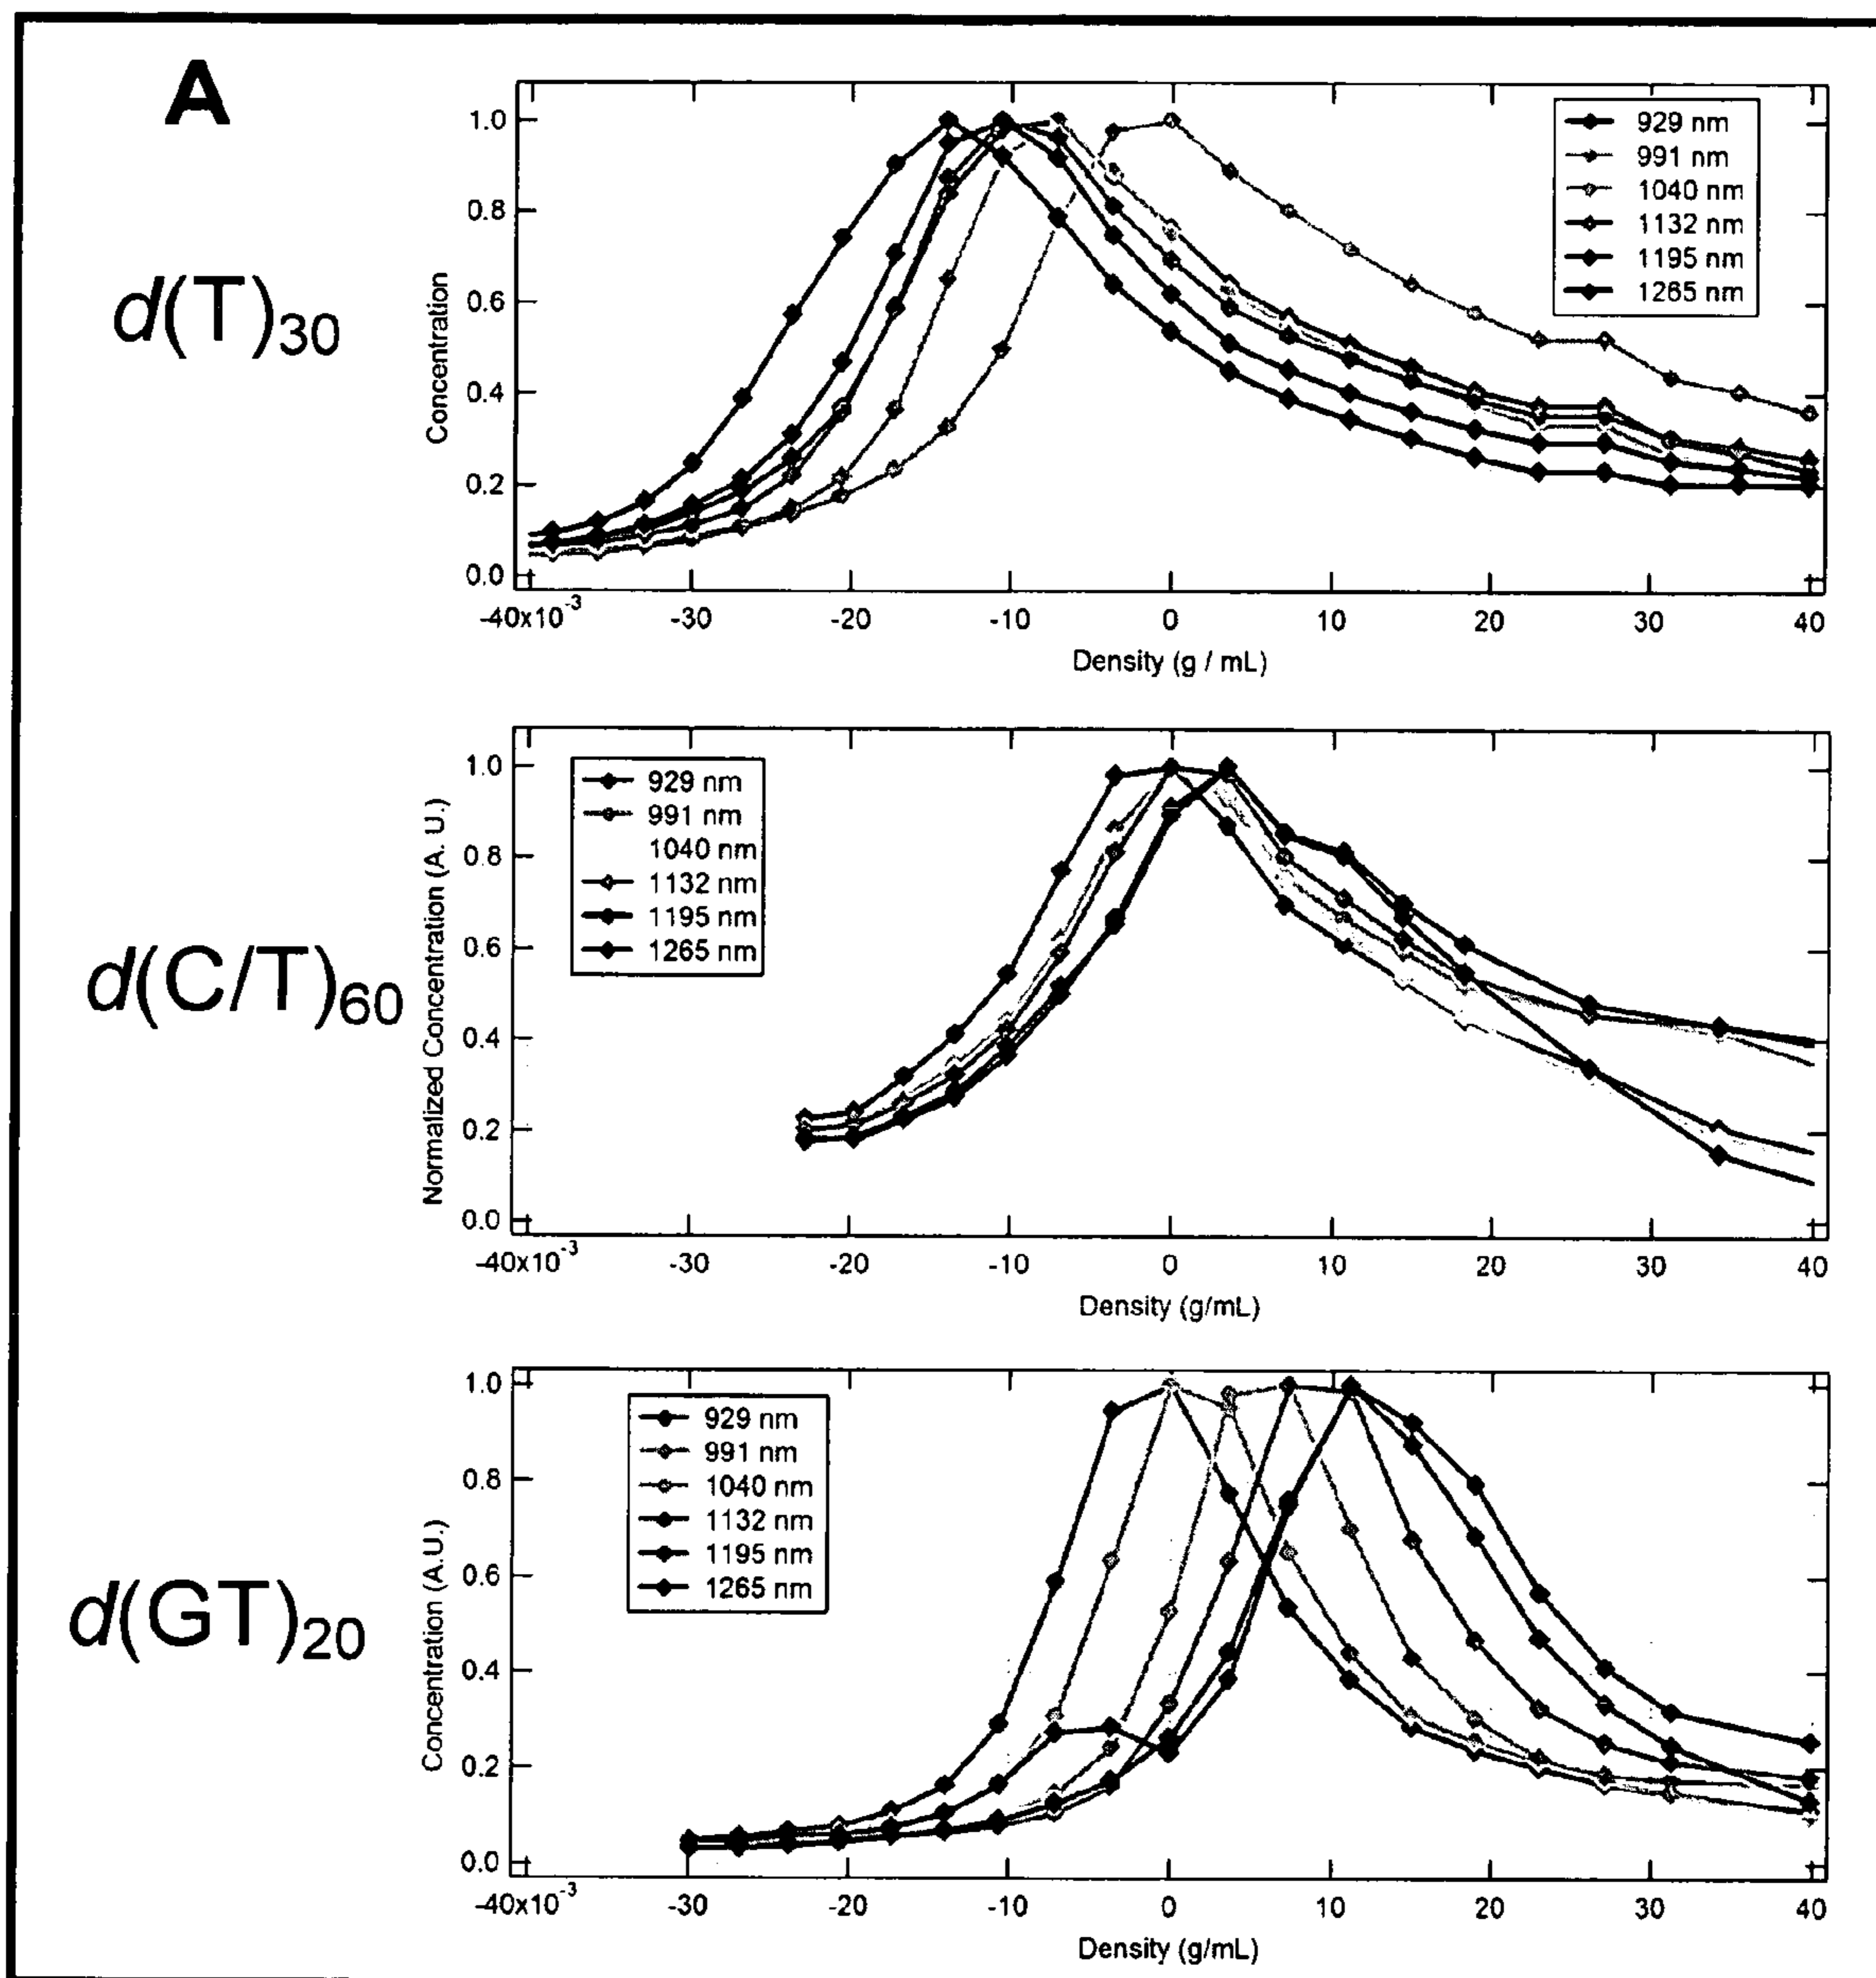 A
d(T)30
Concentration
1.0
0.8
0.6
0.4
0.2
0.0
-40x10-3
-30
-20
-10
0
10
20
30
40
Density (g / mL)
929 nm
991 nm
1040 nm
1132 nm
1195 nm
1265 nm
d(C/T)60
Normalized Concentration (A. U.)
1.0
0.8
0.6
0.4
0.2
0.0
-40x10-3
-30
-20
-10
0
10
20
30
40
Density (g/mL)
929 nm
991 nm
1040 nm
1132 nm
1195 nm
1265 nm
d(GT)20
Concentration (A.U.)
1.0
0.8
0.6
0.4
0.2
0.0
-40x10-3
-30
-20
-10
0
10
20
30
40
Density (g/mL)
929 nm
991 nm
1040 nm
1132 nm
1195 nm
1265 nm